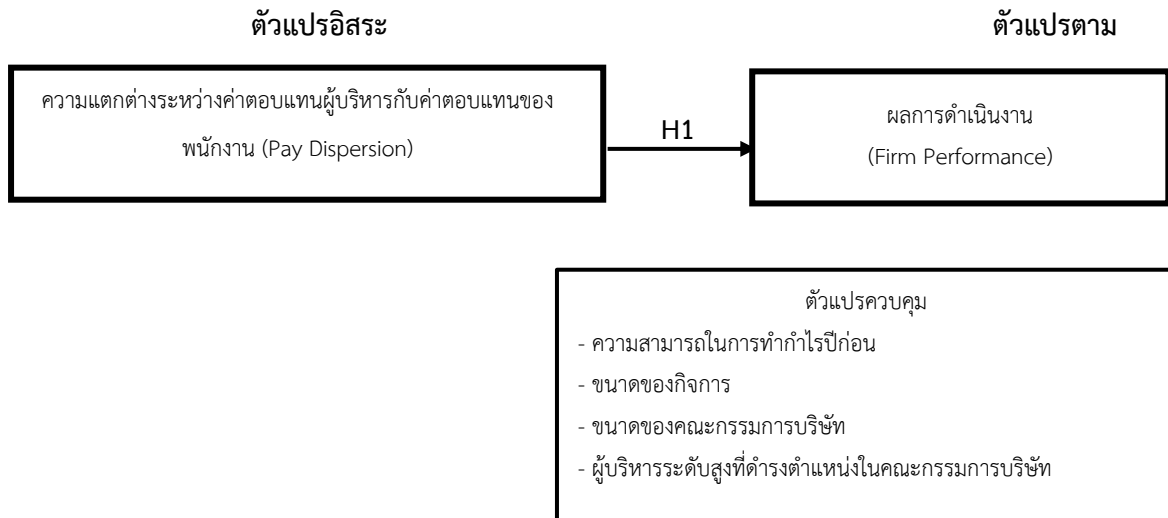 ตัวแปรอิสระ
ตัวแปรตาม
ความแตกต่างระหว่างค่าตอบแทนผู้บริหารกับค่าตอบแทนของ
พนักงาน (Pay Dispersion)
H1
ผลการดำเนินงาน
(Firm Performance)
ตัวแปรควบคุม
- ความสามารถในการทำกำไรปีก่อน
- ขนาดของกิจการ
- ขนาดของคณะกรรมการบริษัท
- ผู้บริหารระดับสูงที่ดำรงตำแหน่งในคณะกรรมการบริษัท